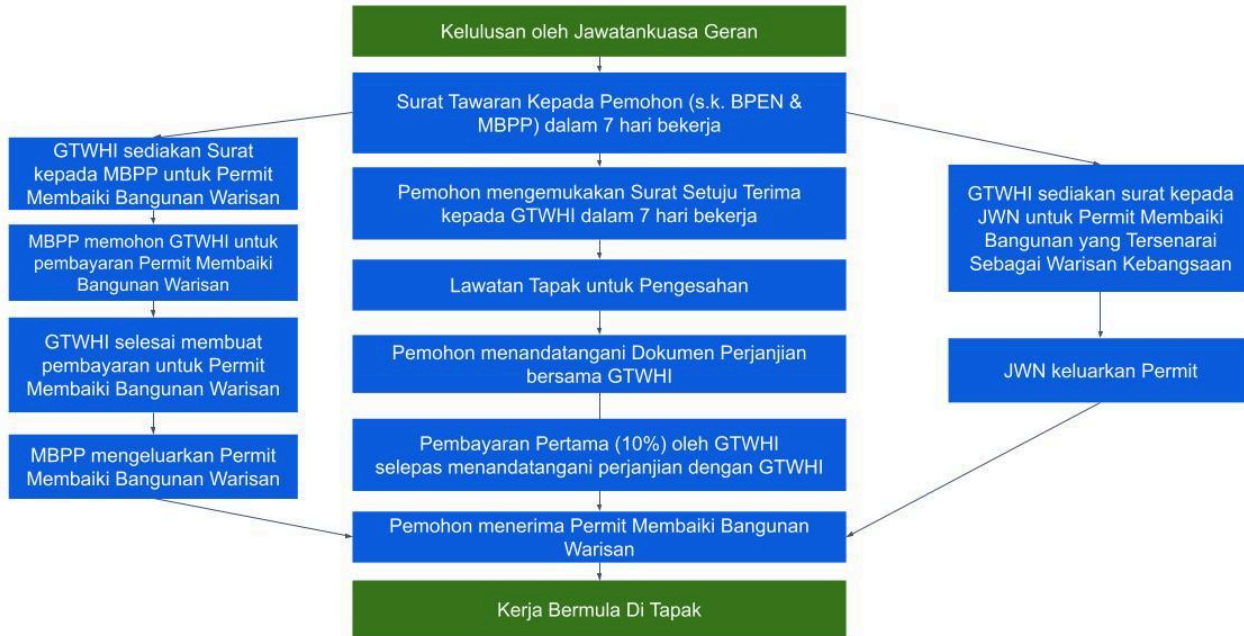 Kelulusan oleh Jawatankuasa Geran
Surat Tawaran Kepada Pemohon (s.k. BPEN &
MBPP) dalam 7 hari bekerja
GTWHI sediakan Surat
kepada MBPP untuk Permit
Membaiki Bangunan Warisan
MBPP memohon GTWHI untuk
pembayaran Permit Membaiki
Bangunan Warisan
GTWHI selesai membuat
pembayaran untuk Permit
Membaiki Bangunan Warisan
MBPP mengeluarkan Permit
Membaiki Bangunan Warisan
Pemohon mengemukakan Surat Setuju Terima
kepada GTWHI dalam 7 hari bekerja
Lawatan Tapak untuk Pengesahan
Pemohon menandatangani Dokumen Perjanjian
bersama GTWHI
Pembayaran Pertama (10%) oleh GTWHI
selepas menandatangani perjanjian dengan GTWHI
GTWHI sediakan surat kepada
JWN untuk Permit Membaiki
Bangunan yang Tersenarai
Sebagai Warisan Kebangsaan
JWN keluarkan Permit
Pemohon menerima Permit Membaiki Bangunan
Warisan
Kerja Bermula Di Tapak